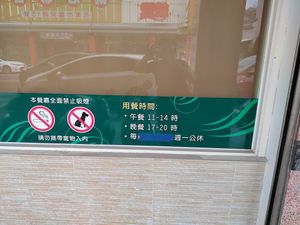 本餐廳全面禁止吸煙
請勿攜帶寵物入內
用餐時間:
·午餐 11-14 時
·晚餐 17-20 時
·每 週一公休